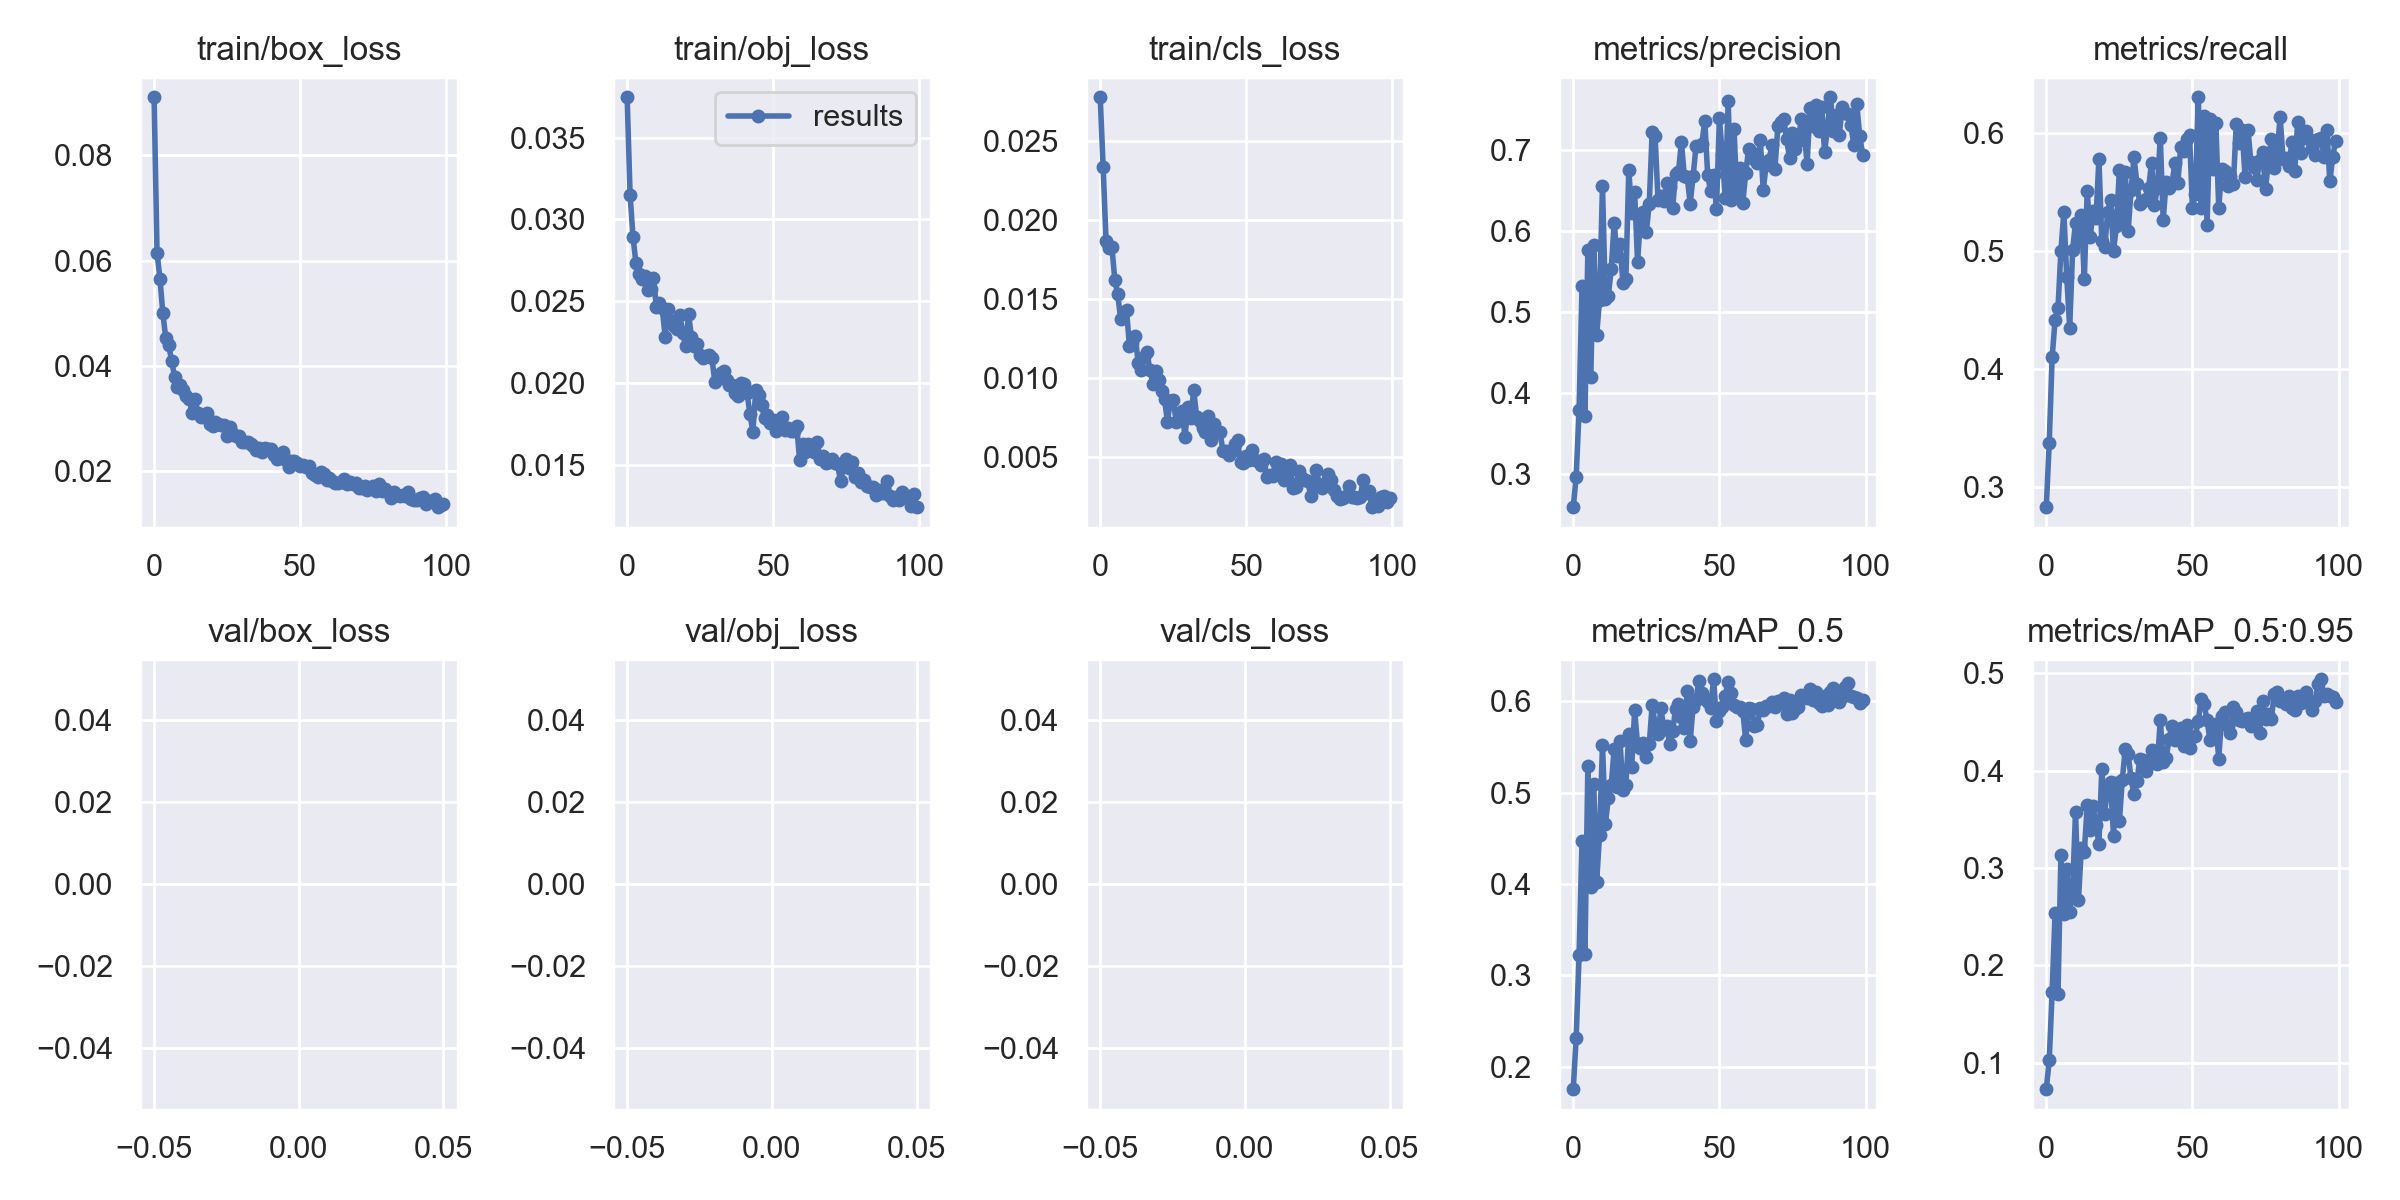 train/box_loss
train/obj_loss
train/cls_loss
metrics/precision
metrics/recall
results
0.08
0.06
0.04
0.02
0 50 100
0.035
0.030
0.025
0.020
0.015
0 50 100
0.025
0.020
0.015
0.010
0.005
0 50 100
0.7
0.6
0.5
0.4
0.3
0 50 100
0.6
0.5
0.4
0.3
0 50 100
val/box_loss
val/obj_loss
val/cls_loss
metrics/mAP_0.5
metrics/mAP_0.5:0.95
0.04
0.02
0.00
−0.02
−0.04
−0.05 0.00 0.05
0.04
0.02
0.00
−0.02
−0.04
−0.05 0.00 0.05
0.04
0.02
0.00
−0.02
−0.04
−0.05 0.00 0.05
0.6
0.5
0.4
0.3
0.2
0 50 100
0.5
0.4
0.3
0.2
0.1
0 50 100